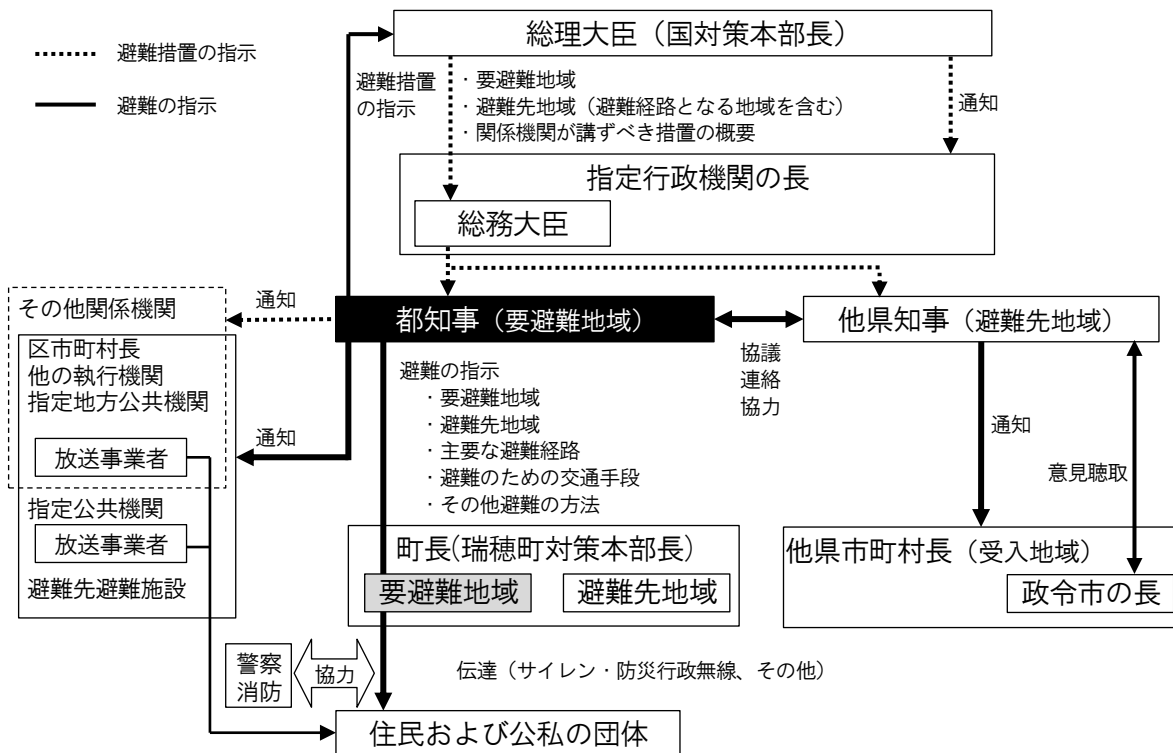 避難措置の指示
避難の指示
総理大臣（国対策本部長）
避難措置
の指示
・要避難地域
・避難先地域（避難経路となる地域を含む）
・関係機関が講ずべき措置の概要
通知
指定行政機関の長
総務大臣
その他関係機関
通知
都知事（要避難地域）
他県知事（避難先地域）
協議
連絡
協力
区市町村長
他の執行機関
指定地方公共機関
放送事業者
通知
指定公共機関
放送事業者
避難先避難施設
避難の指示
・要避難地域
・避難先地域
・主要な避難経路
・避難のための交通手段
・その他避難の方法
通知
意見聴取
町長(瑞穂町対策本部長)
要避難地域
避難先地域
他県市町村長（受入地域）
政令市の長
警察
消防
協力
伝達（サイレン・防災行政無線、その他）
住民および公私の団体